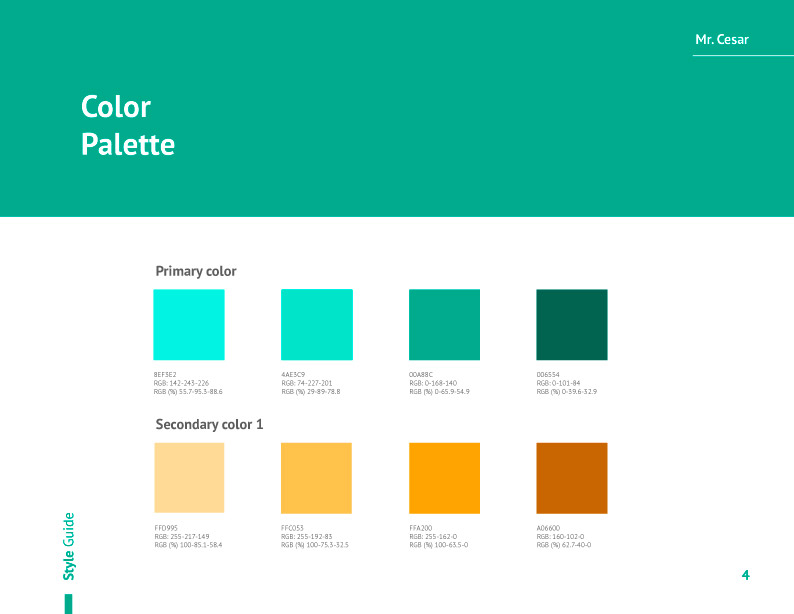 Mr. Cesar
Color
Palette
Primary color
8EF3E2
RGB: 142-243-226
RGB (%) 55.7-95.3-88.6
4AE3C9
RGB: 74-227-201
RGB (%) 29-89-78.8
00A88C
RGB: 0-168-140
RGB (%) 0-65.9-54.9
006554
RGB: 0-101-84
RGB (%) 0-39.6-32.9
Secondary color 1
FFD995
RGB: 255-217-149
RGB (%) 100-85.1-58.4
FFC053
RGB: 255-192-83
RGB (%) 100-75.3-32.5
FFA200
RGB: 255-162-0
RGB (%) 100-63.5-0
A06600
RGB: 160-102-0
RGB (%) 62.7-40-0
Style Guide
4